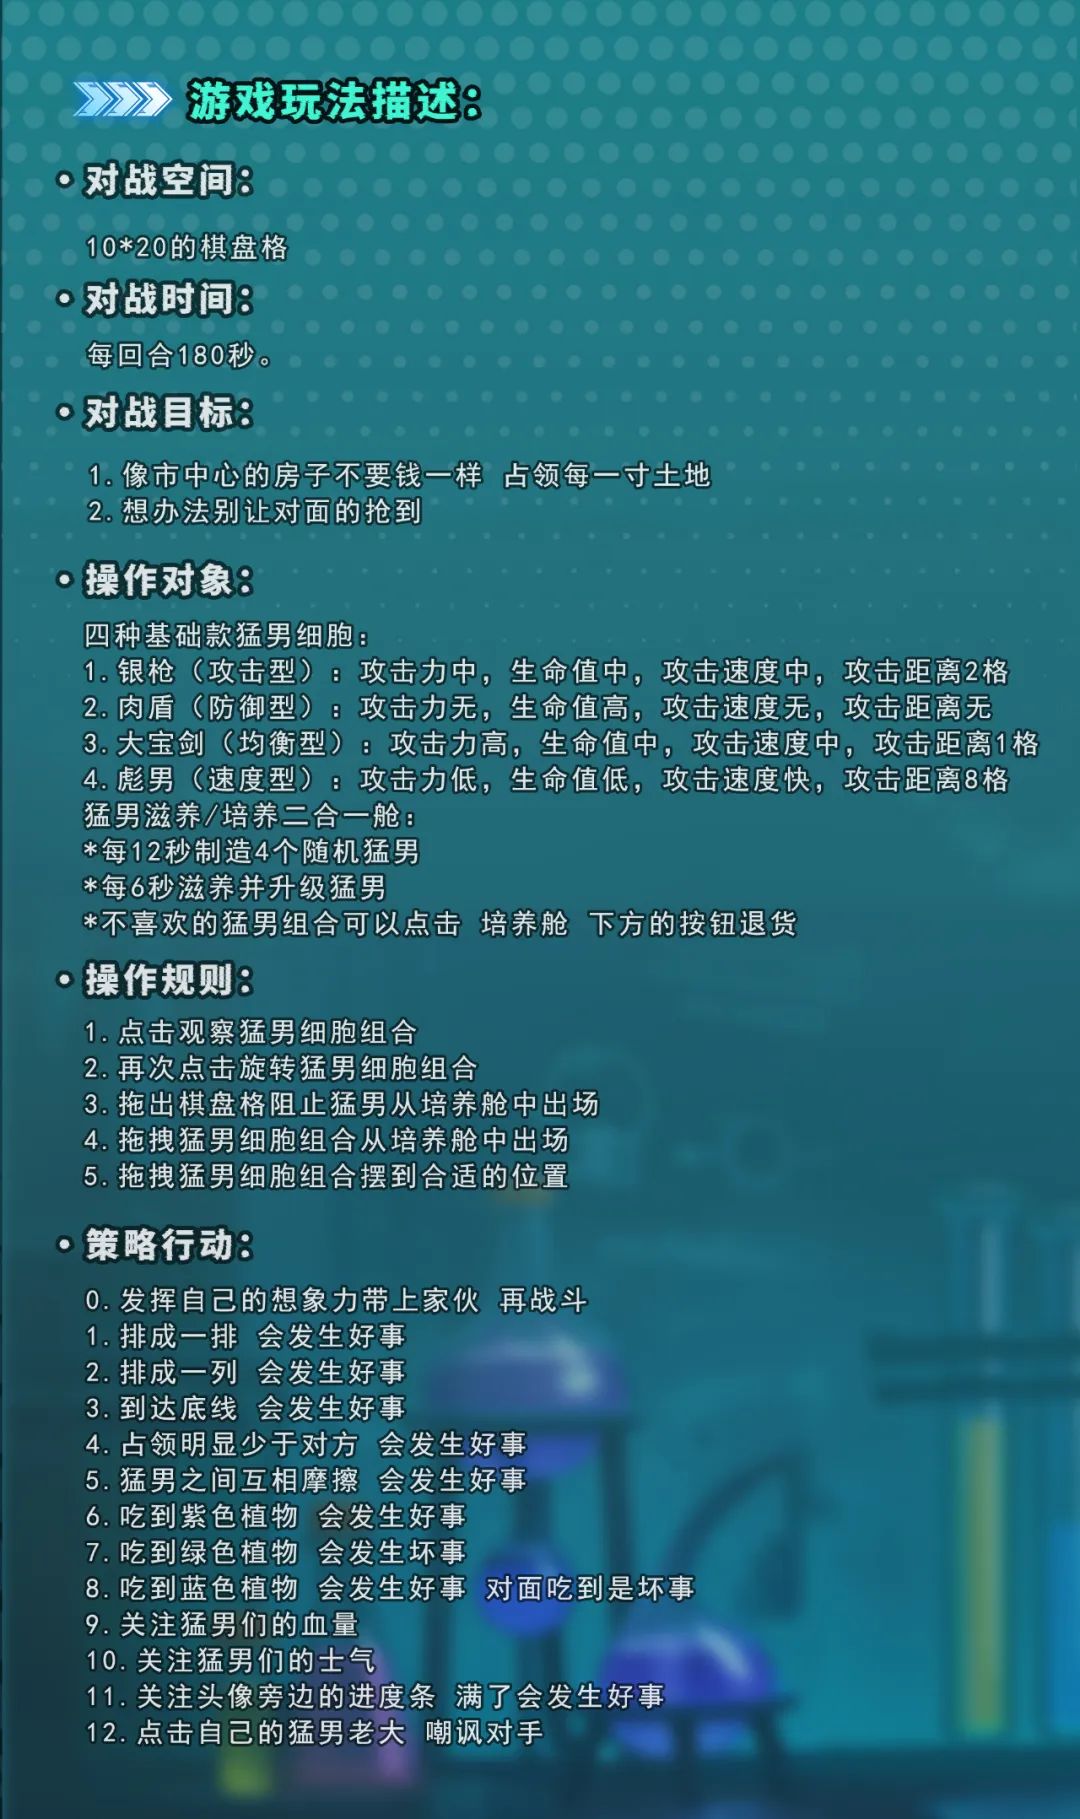 游戏玩法描述:
• 对战空间:
10*20的棋盘格
• 对战时间:
每回合180秒。
• 对战目标:
1.像市中心的房子不要钱一样 占领每一寸土地
2.想办法别让对面的抢到
• 操作对象:
四种基础款猛男细胞:
1.银枪（攻击型）: 攻击力中, 生命值中, 攻击速度中, 攻击距离2格
2.肉盾（防御型）: 攻击力无, 生命值高, 攻击速度无, 攻击距离无
3.大宝剑（均衡型）: 攻击力高, 生命值中, 攻击速度中, 攻击距离1格
4.彪男（速度型）: 攻击力低, 生命值低, 攻击速度快, 攻击距离8格
猛男滋养/培养二合一舱:
*每12秒制造4个随机猛男
*每6秒滋养并升级猛男
*不喜欢的猛男组合可以点击 培养舱 下方的按钮退货
• 操作规则:
1.点击观察猛男细胞组合
2.再次点击旋转猛男细胞组合
3.拖出棋盘格阻止猛男从培养舱中出场
4.拖拽猛男细胞组合从培养舱中出场
5.拖拽猛男细胞组合摆到合适的位置
• 策略行动:
0.发挥自己的想象力带上家伙 再战斗
1.排成一排 会发生好事
2.排成一列 会发生好事
3.到达底线 会发生好事
4.占领明显少于对方 会发生好事
5.猛男之间互相摩擦 会发生好事
6.吃到紫色植物 会发生好事
7.吃到绿色植物 会发生坏事
8.吃到蓝色植物 会发生好事 对面吃到是坏事
9.关注猛男们的血量
10.关注猛男们的士气
11.关注头像旁边的进度条 满了会发生好事
12.点击自己的猛男老大 嘲讽对手